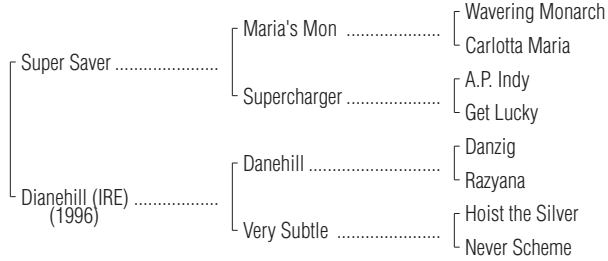 Wavering Monarch
Maria's Mon ....................
Carlotta Maria
Super Saver ......................
A.P. Indy
Supercharger ....................
Get Lucky
Danzig
Danehill ............................
Razyana
Dianehill (IRE) ..................
(1996)
Hoist the Silver
Very Subtle ......................
Never Scheme